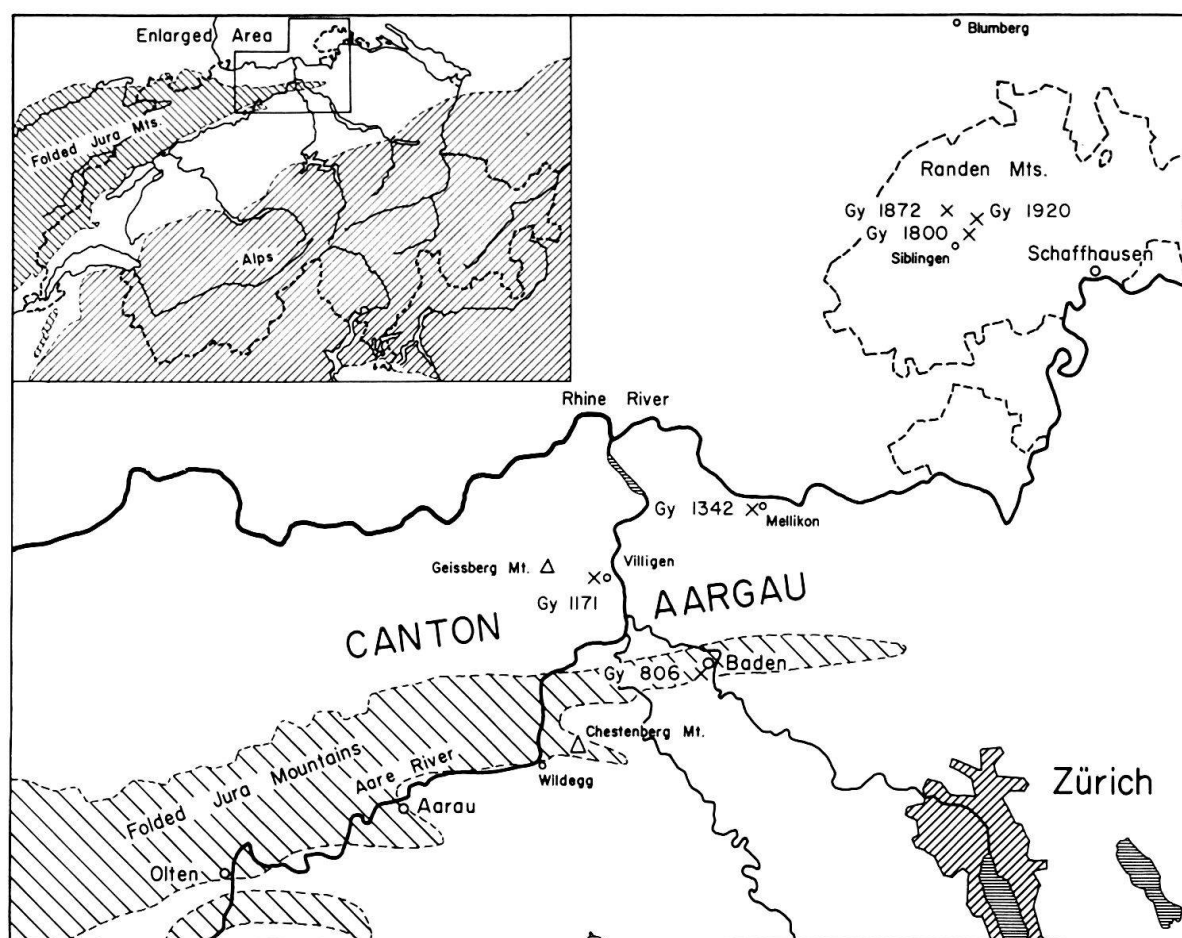 Enlarged Area
Folded Jura Mts.
Alps
Blumberg
Randen Mts.
Gy 1872
Gy 1920
Gy 1800
Siblingen
Schaffhausen
Rhine River
Gy 1342
Mellikon
Geissberg Mt.
Villigen
Gy 1171
CANTON AARGAU
Baden
Gy 806
Chestenberg Mt.
Folded Jura Mountains
Aare River
Wildegg
Zürich
Aarau
Olten